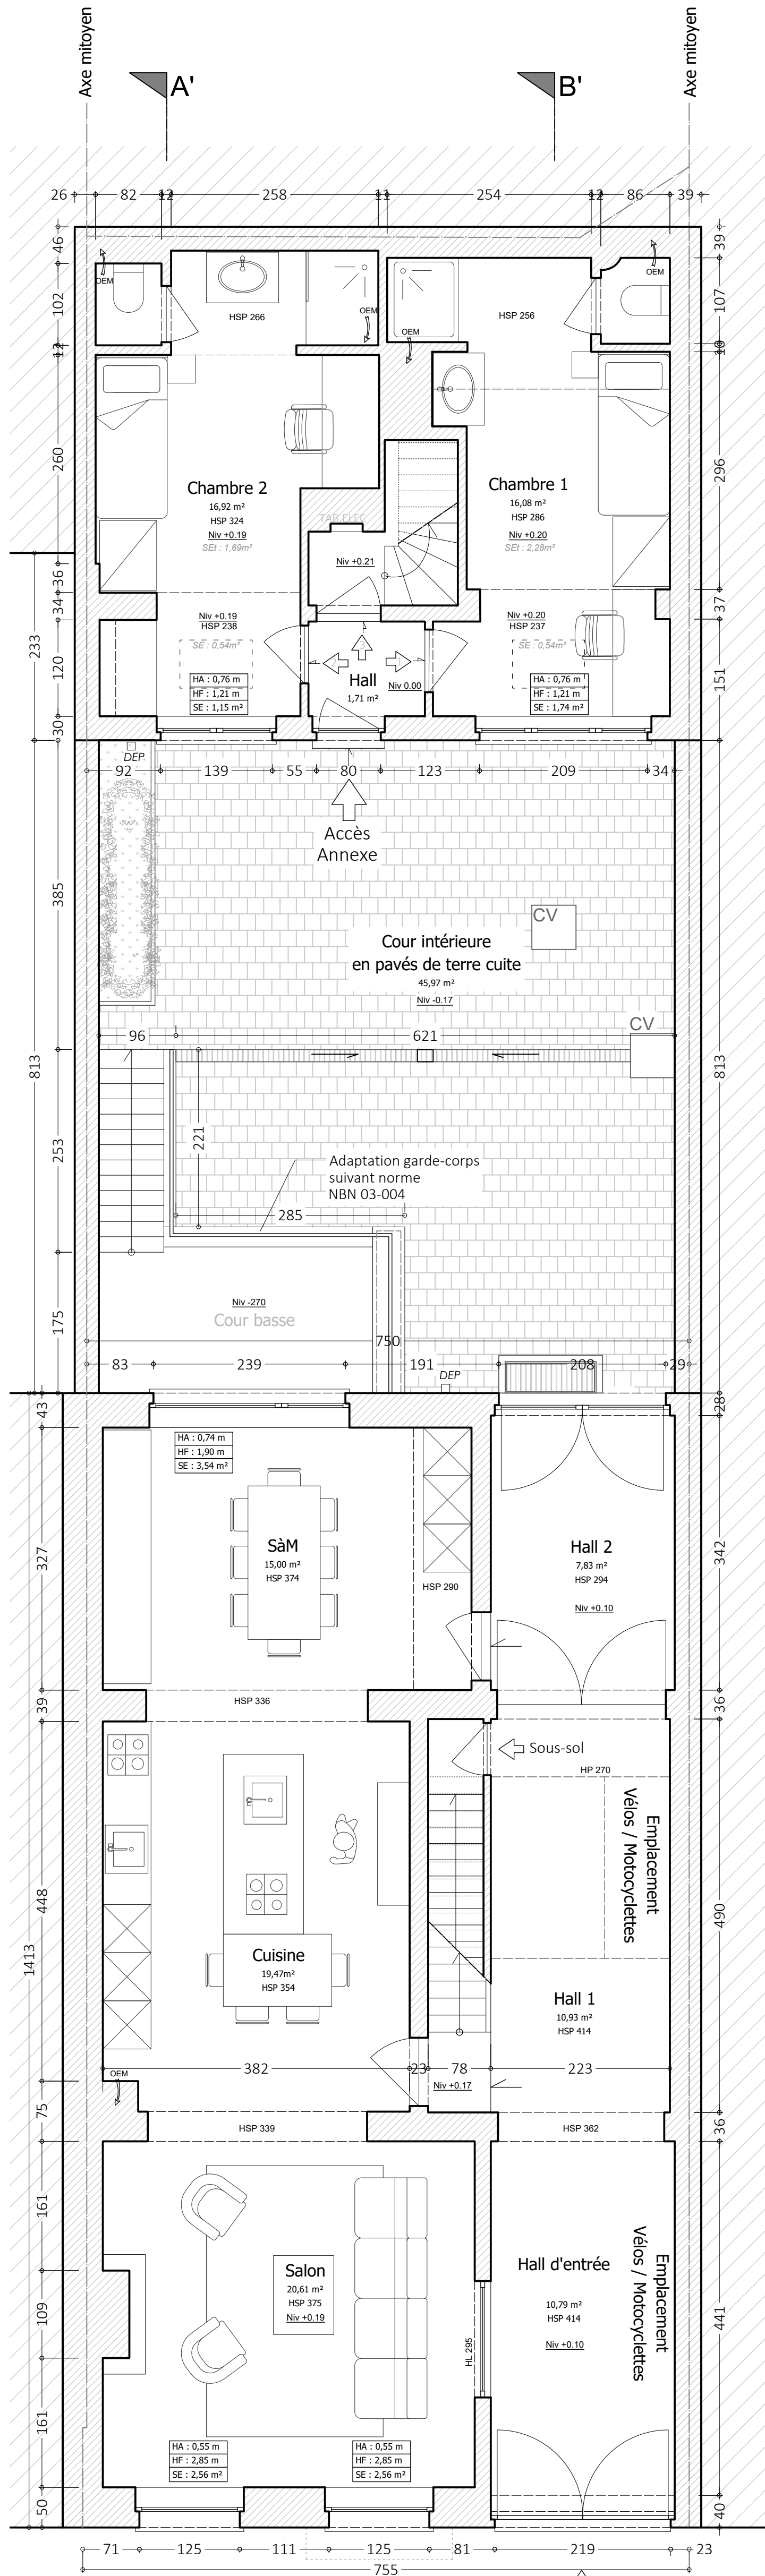 Axe mitoyen
Axe mitoyen
A'
B'
26
82
12
258
11
254
12
86
39
46
102
12
260
36
34
120
30
233
39
107
10
296
37
151
OEM
HSP 266
OEM
OEM
HSP 256
OEM
Chambre 2
16,92 m²
HSP 324
Niv +0.19
SEt : 1,69m²
Chambre 1
16,08 m²
HSP 286
Niv +0.20
SEt : 2,28m²
TAB ELEC
Niv +0.21
Niv +0.19
HSP 238
SE : 0,54m²
HA : 0,76 m
HF : 1,21 m
SE : 1,15 m²
Niv +0.20
HSP 237
SE : 0,54m²
HA : 0,76 m
HF : 1,21 m
SE : 1,74 m²
3
2
1
Hall
Niv 0.00
1,71 m²
DEP
92
139
55
80
123
209
34
Accès
Annexe
385
253
175
813
813
CV
Cour intérieure
en pavés de terre cuite
45,97 m²
Niv -0.17
CV
96
621
221
Adaptation garde-corps
suivant norme
NBN 03-004
285
Niv -270
Cour basse
750
83
239
191
208
29
DEP
43
327
39
448
75
161
109
161
50
1413
28
342
36
490
36
441
40
HA : 0,74 m
HF : 1,90 m
SE : 3,54 m²
SàM
15,00 m²
HSP 374
HSP 290
Hall 2
7,83 m²
HSP 294
Niv +0.10
HSP 336
Sous-sol
HP 270
Emplacement
Vélos / Motocyclettes
Cuisine
19,47m²
HSP 354
Hall 1
10,93 m²
HSP 414
OEM
382
23
78
223
Niv +0.17
HSP 339
HSP 362
Salon
20,61 m²
HSP 375
Niv +0.19
HL 295
Hall d'entrée
10,79 m²
HSP 414
Niv +0.10
Emplacement
Vélos / Motocyclettes
HA : 0,55 m
HF : 2,85 m
SE : 2,56 m²
HA : 0,55 m
HF : 2,85 m
SE : 2,56 m²
71
125
111
125
81
219
23
755